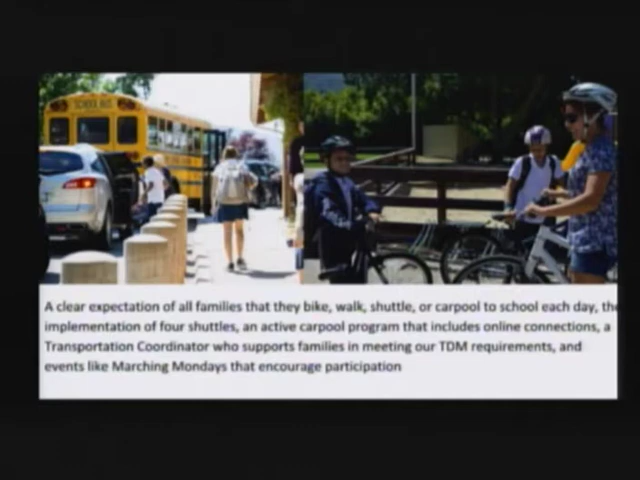 SCHOOL BUS
A clear expectation of all families that they bike, walk, shuttle, or carpool to school each day, the
implementation of four shuttles, an active carpool program that includes online connections, a
Transportation Coordinator who supports families in meeting our TDM requirements, and
events like Marching Mondays that encourage participation